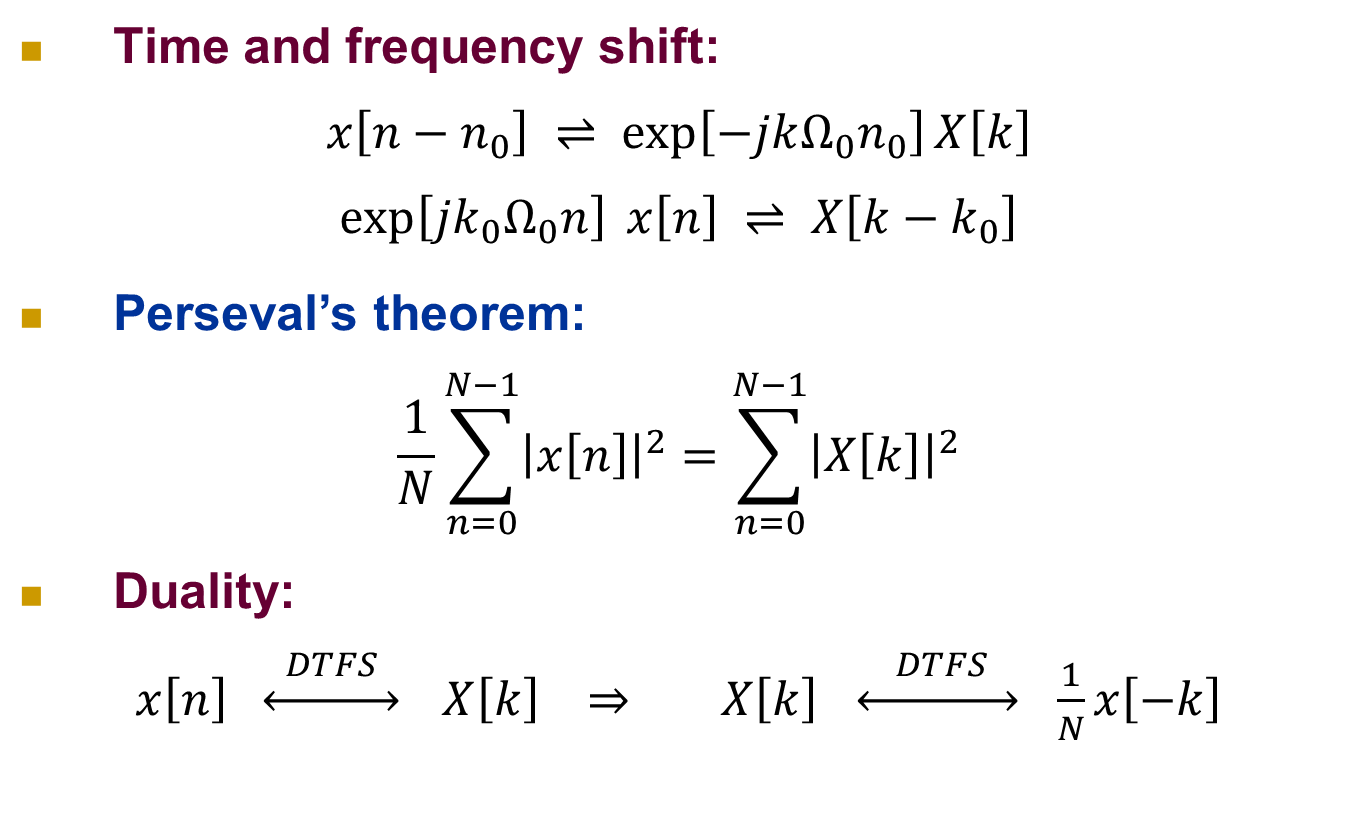 ■ Time and frequency shift:
x[n − n₀] ⇌ exp[−jkΩ₀n₀] X[k]
exp[jk₀Ω₀n] x[n] ⇌ X[k − k₀]
■ Perseval’s theorem:
1/N ∑_{n=0}^{N−1} |x[n]|² = ∑_{n=0}^{N−1} |X[k]|²
■ Duality:
x[n] ⟷^{DTFS} X[k] ⇒ X[k] ⟷^{DTFS} 1/N x[−k]